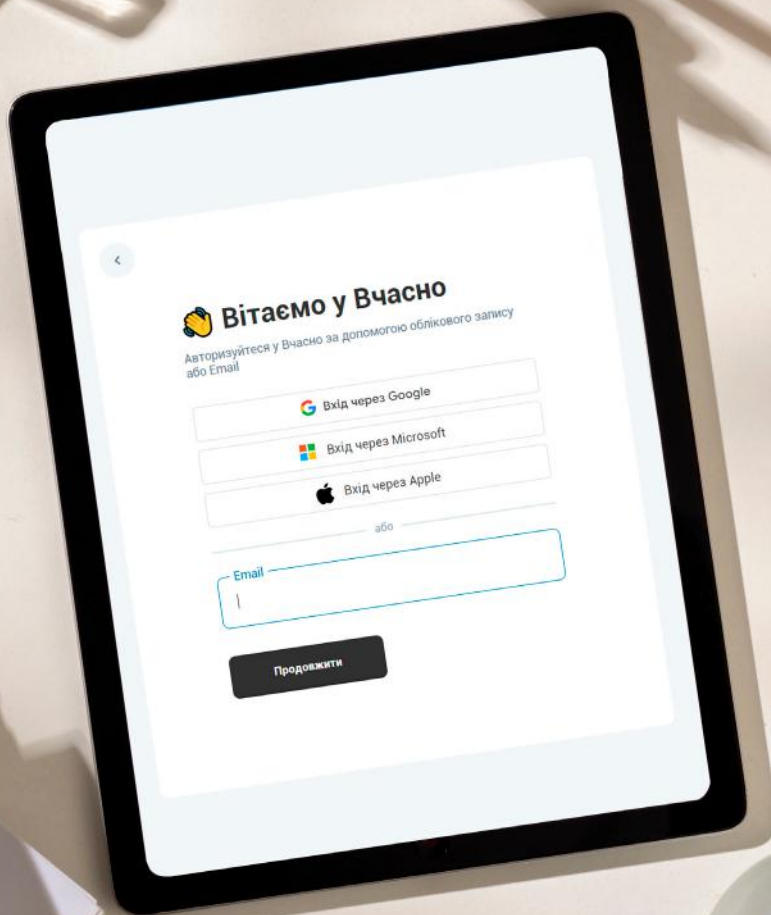 Вітаємо у Вчасно
Авторизуйтеся у Вчасно за допомогою облікового запису
або Email
Вхід через Google
Вхід через Microsoft
Вхід через Apple
або
Email
Продовжити